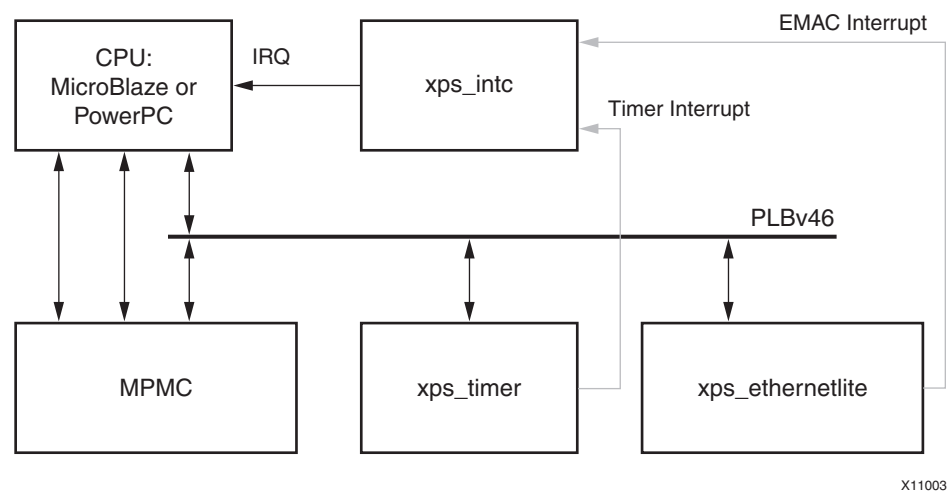 EMAC Interrupt
CPU:
MicroBlaze or
PowerPC
IRQ
xps_intc
Timer Interrupt
PLBv46
MPMC
xps_timer
xps_ethernetlite
X11003